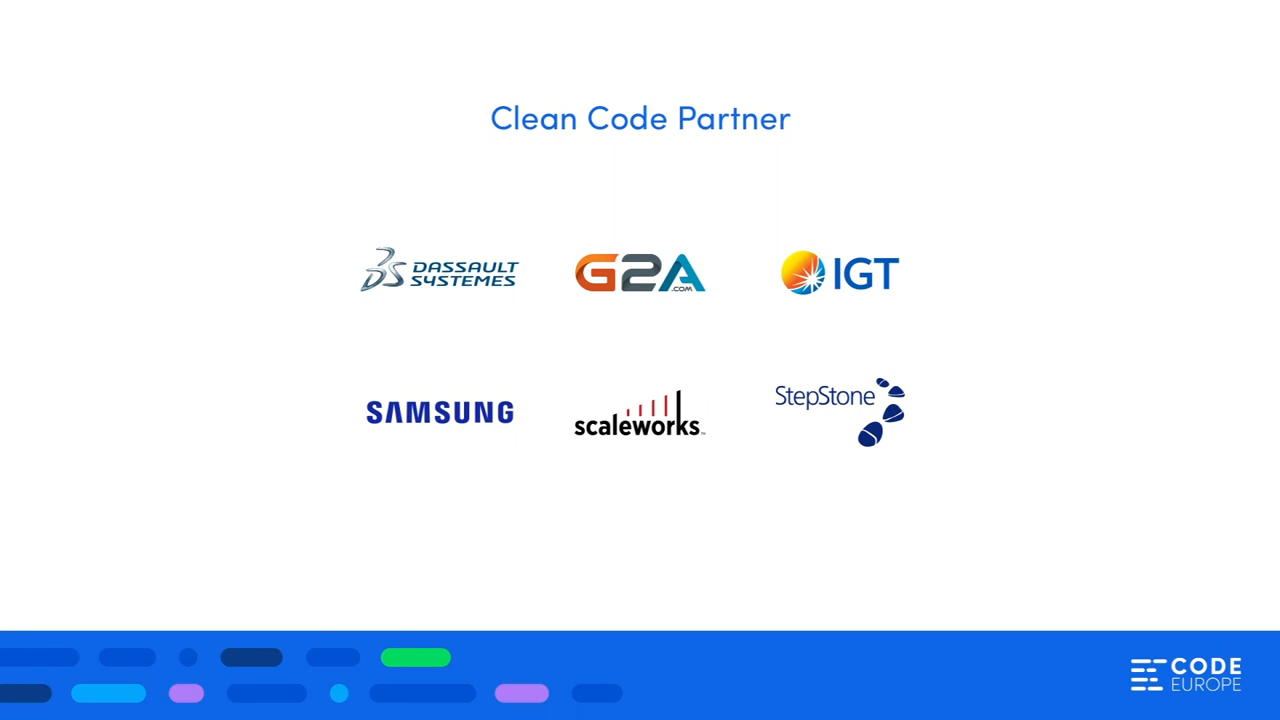 Clean Code Partner
DASSAULT
SYSTEMES
G2A
.COM
IGT
SAMSUNG
scaleworks
StepStone
CODE
EUROPE